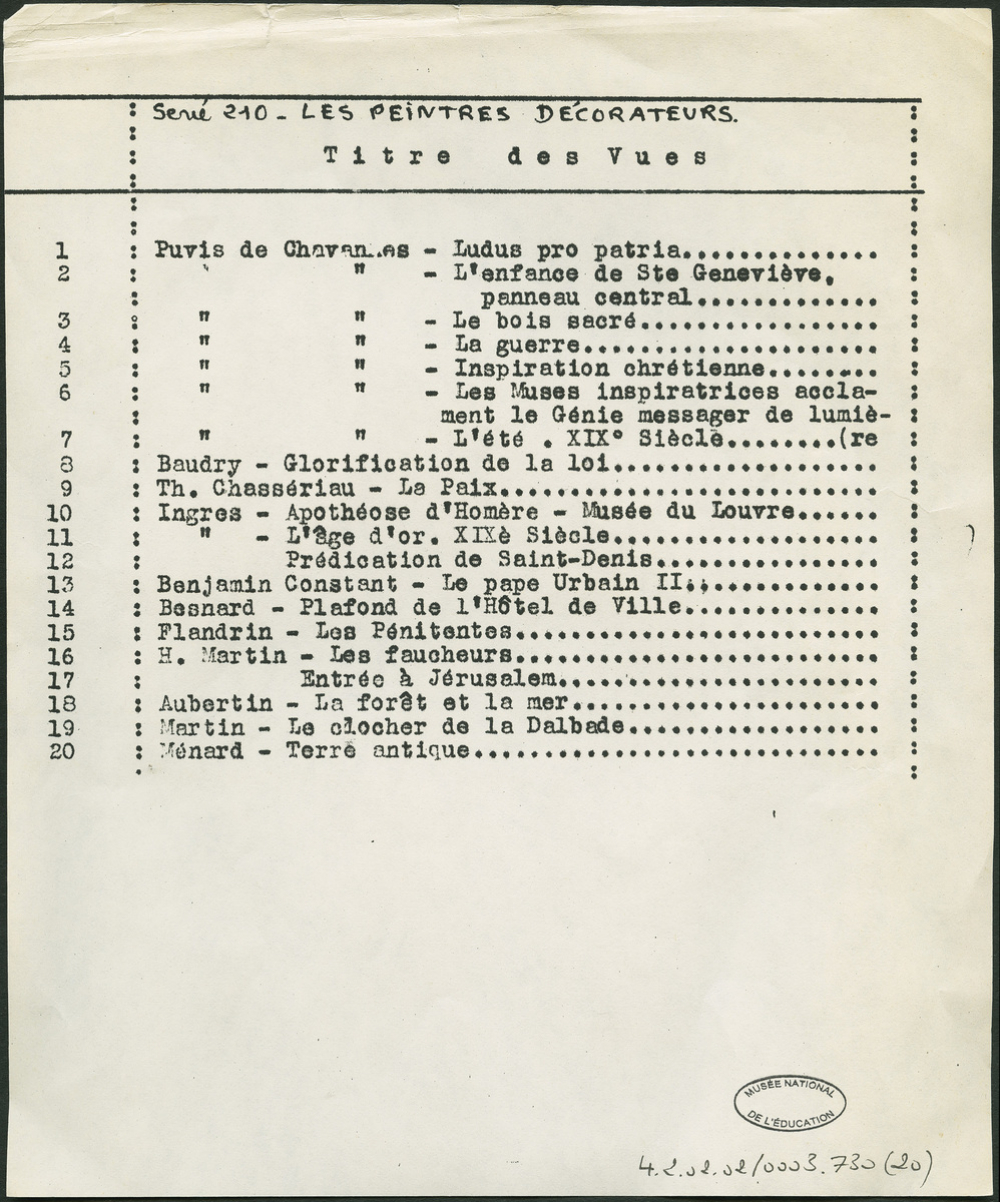 Serié 210 - LES PEINTRES DÉCORATEURS.
Titre des Vues
1 : Puvis de Chavannes - Ludus pro patria..............
2 " - L'enfance de Ste Geneviève,
: panneau central.............
3 : " " - Le bois sacré.................
4 : " " - La guerre.....................
5 : " " - Inspiration chrétienne........
6 : " " - Les Muses inspiratrices accla-
: ment le Génie messager de lumiè-
7 : " " - L'été . XIX° Siècle........(re
8 : Baudry - Glorification de la loi...................
9 : Th. Chassériau - La Paix...........................
10 : Ingres - Apothéose d'Homère - Musée du Louvre......
11 : " - L'âge d'or. XIXè Siècle...................
12 : Prédication de Saint-Denis................
13 : Benjamin Constant - Le pape Urbain II..............
14 : Besnard - Plafond de l'Hôtel de Ville..............
15 : Flandrin - Les Pénitentes..........................
16 : H. Martin - Les faucheurs..........................
17 : Entrée à Jérusalem.......................
18 : Aubertin - La forêt et la mer......................
19 : Martin - Le clocher de la Dalbade..................
20 : Ménard - Terre antique.............................
MUSÉE NATIONAL
DE L'ÉDUCATION
4.2.02.02/0003.730 (20)